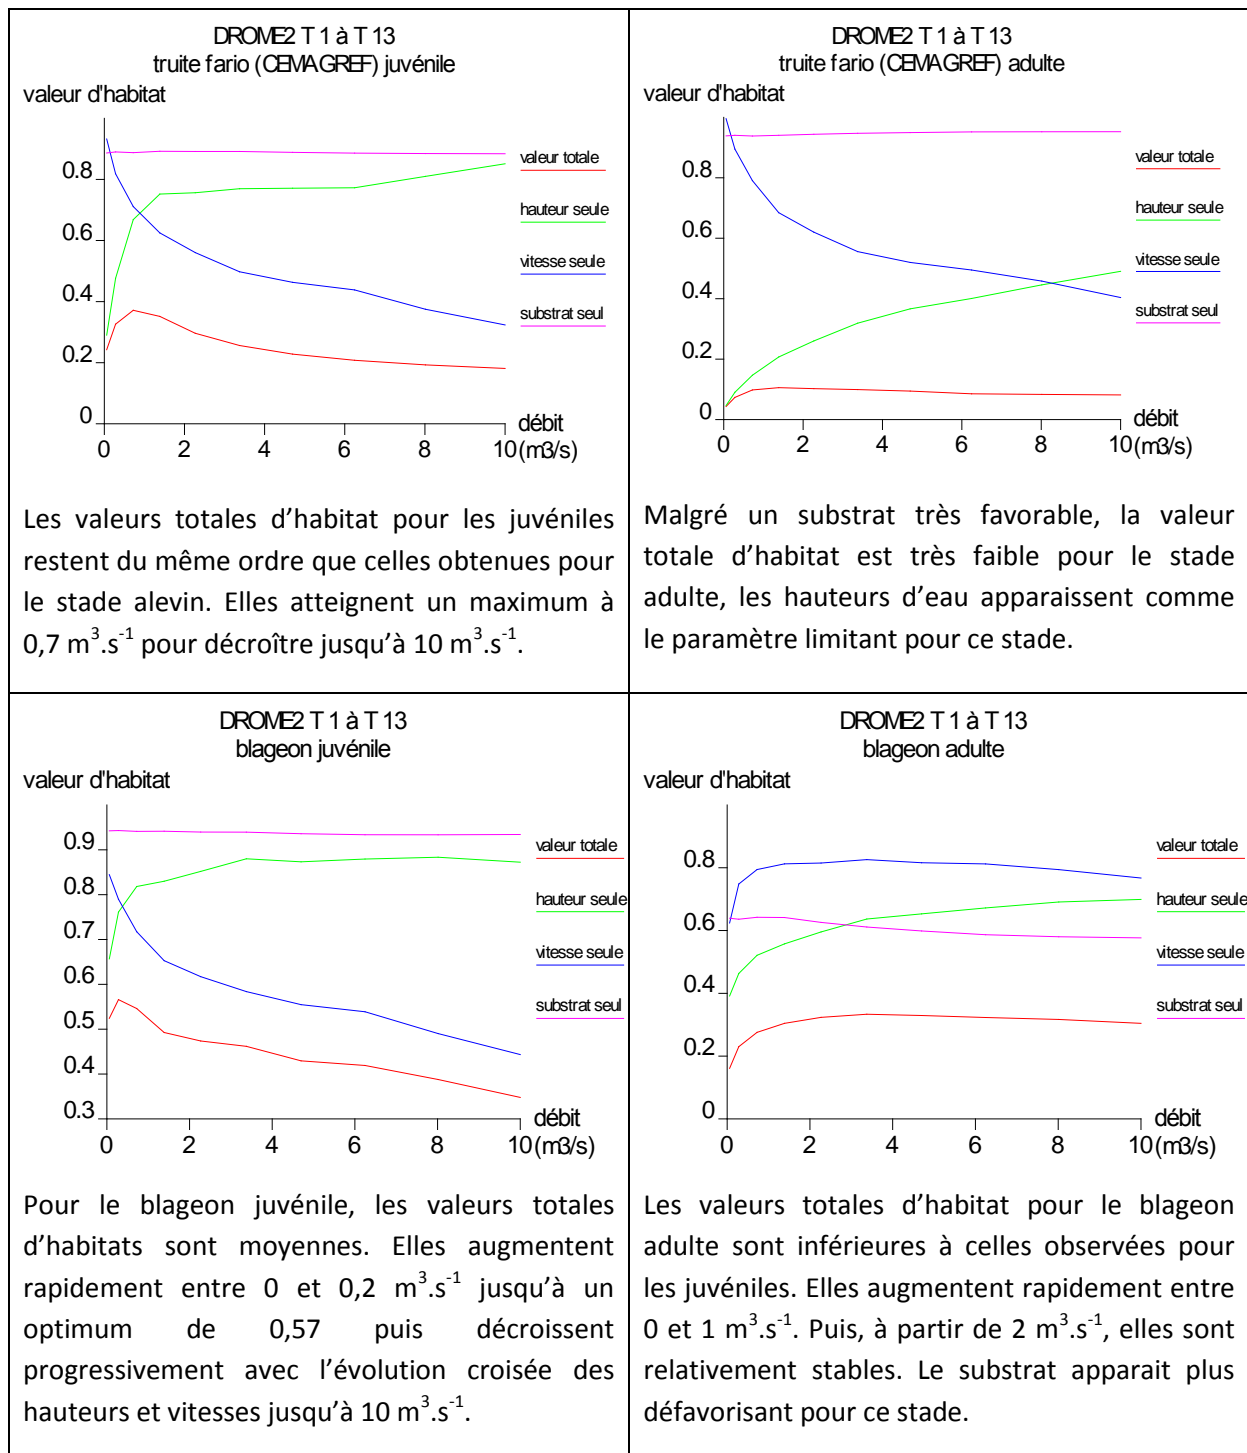 DROME2 T 1 à T 13
truite fario (CEMAGREF) juvénile
valeur d'habitat
0.8
0.6
0.4
0.2
0
0 2 4 6 8 10
débit
(m3/s)
valeur totale
hauteur seule
vitesse seule
substrat seul
Les valeurs totales d’habitat pour les juvéniles
restent du même ordre que celles obtenues pour
le stade alevin. Elles atteignent un maximum à
0,7 m³.s⁻¹ pour décroître jusqu’à 10 m³.s⁻¹.
DROME2 T 1 à T 13
truite fario (CEMAGREF) adulte
valeur d'habitat
0.8
0.6
0.4
0.2
0
0 2 4 6 8 10
débit
(m3/s)
valeur totale
hauteur seule
vitesse seule
substrat seul
Malgré un substrat très favorable, la valeur
totale d’habitat est très faible pour le stade
adulte, les hauteurs d’eau apparaissent comme
le paramètre limitant pour ce stade.
DROME2 T 1 à T 13
blageon juvénile
valeur d'habitat
0.9
0.8
0.7
0.6
0.5
0.4
0.3
0 2 4 6 8 10
débit
(m3/s)
valeur totale
hauteur seule
vitesse seule
substrat seul
Pour le blageon juvénile, les valeurs totales
d’habitats sont moyennes. Elles augmentent
rapidement entre 0 et 0,2 m³.s⁻¹ jusqu’à un
optimum de 0,57 puis décroissent
progressivement avec l’évolution croisée des
hauteurs et vitesses jusqu’à 10 m³.s⁻¹.
DROME2 T 1 à T 13
blageon adulte
valeur d'habitat
0.8
0.6
0.4
0.2
0
0 2 4 6 8 10
débit
(m3/s)
valeur totale
hauteur seule
vitesse seule
substrat seul
Les valeurs totales d’habitat pour le blageon
adulte sont inférieures à celles observées pour
les juvéniles. Elles augmentent rapidement entre
0 et 1 m³.s⁻¹. Puis, à partir de 2 m³.s⁻¹, elles sont
relativement stables. Le substrat apparait plus
défavorisant pour ce stade.